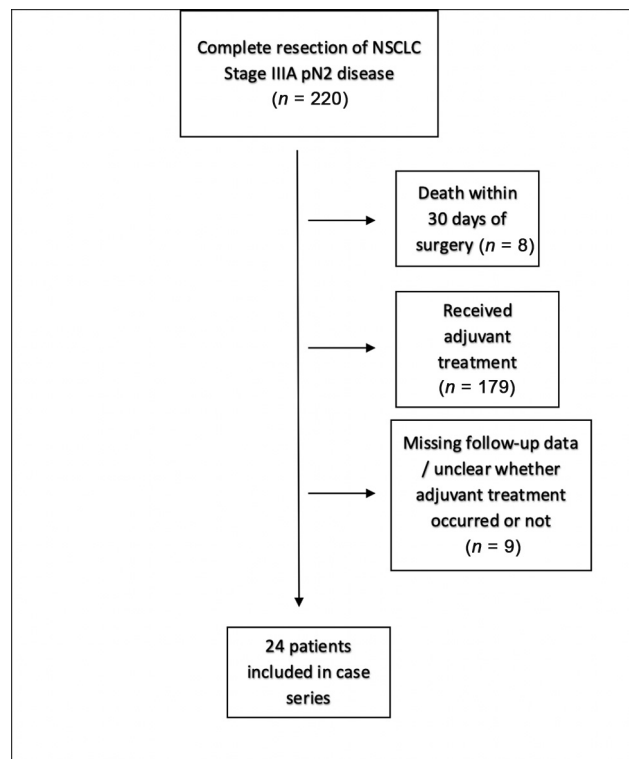 Complete resection of NSCLC
Stage IIIA pN2 disease
(n = 220)
Death within
30 days of
surgery (n = 8)
Received
adjuvant
treatment
(n = 179)
Missing follow-up data
/ unclear whether
adjuvant treatment
occurred or not
(n = 9)
24 patients
included in case
series